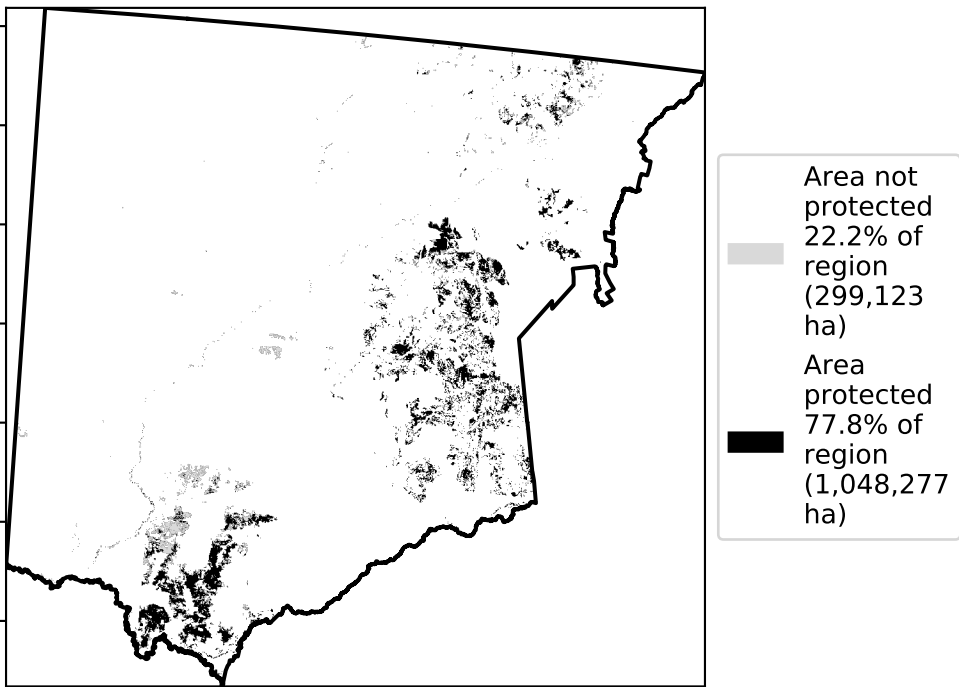 Area not
protected
22.2% of
region
(299,123
ha)
Area
protected
77.8% of
region
(1,048,277
ha)